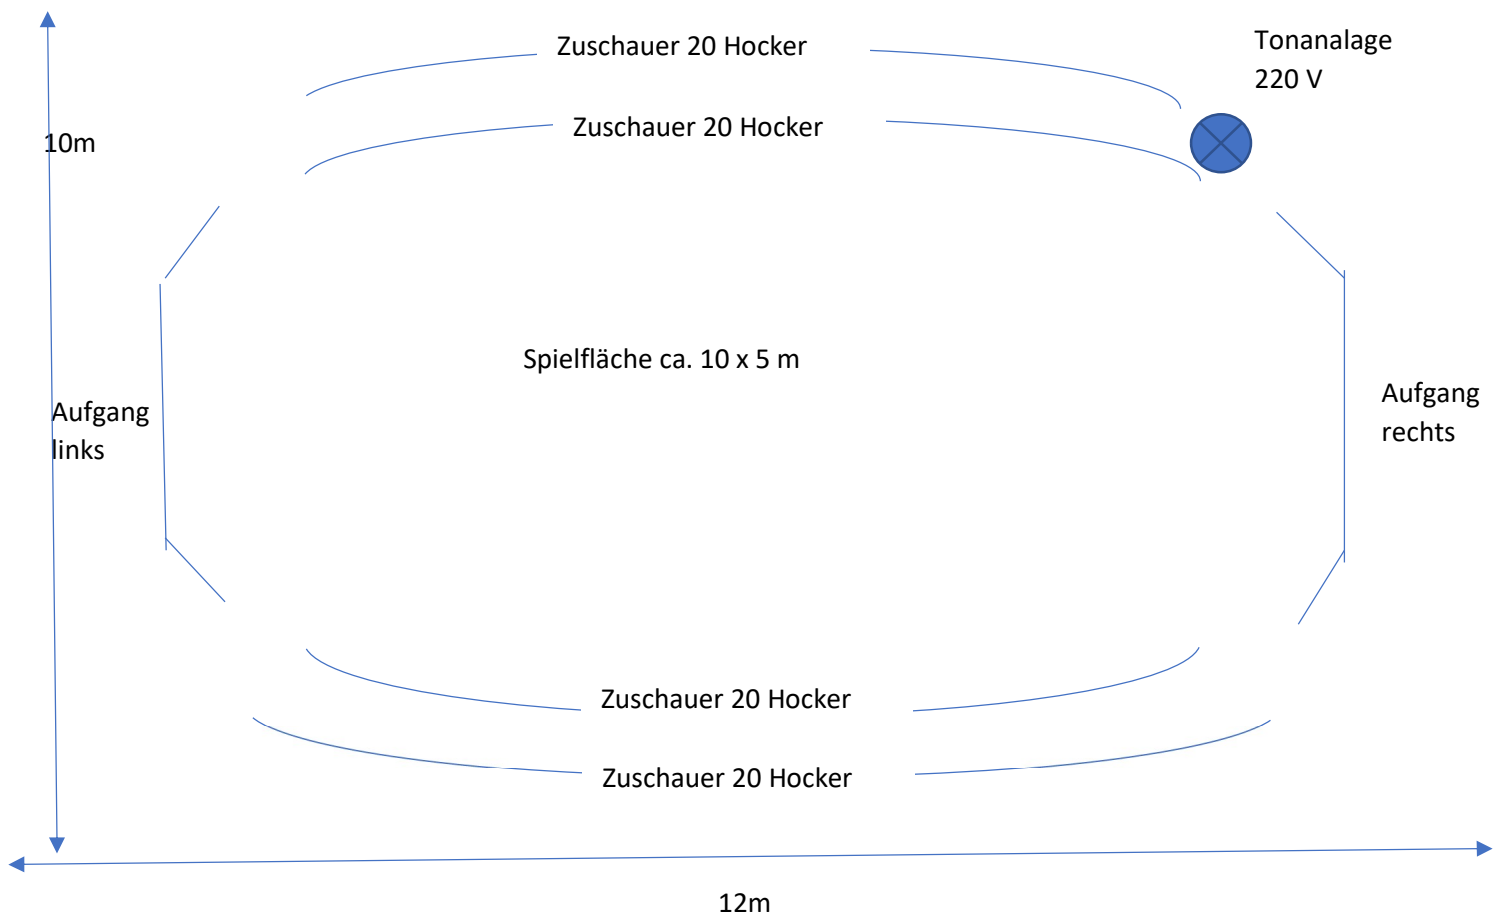 Zuschauer 20 Hocker
Tonanalage
220 V
Zuschauer 20 Hocker
10m
Spielfläche ca. 10 x 5 m
Aufgang
links
Aufgang
rechts
Zuschauer 20 Hocker
Zuschauer 20 Hocker
12m